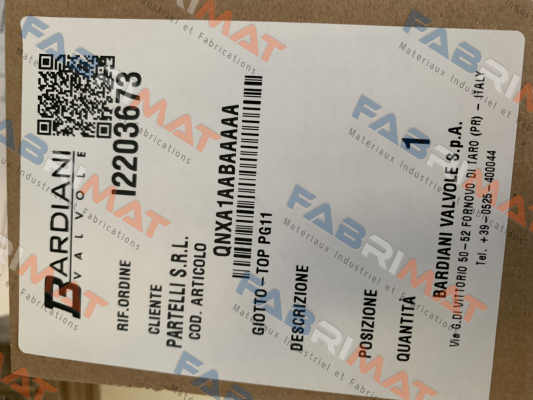 BARDIANI
VALVOLE
RIF.ORDINE
I2203673
CLIENTE
PARTELLI S.R.L.
COD. ARTICOLO
QNXA1AABAAAAA
GIOTTO-TOP PG11
DESCRIZIONE
POSIZIONE
QUANTITÀ
1
BARDIANI VALVOLE S.p.A.
Via G.DI VITTORIO 50-52 FORNOVO DI TARO (PR) - ITALY
Tel. +39-0525-400044
FABRIMAT
Materiaux Industriel et Fabrications